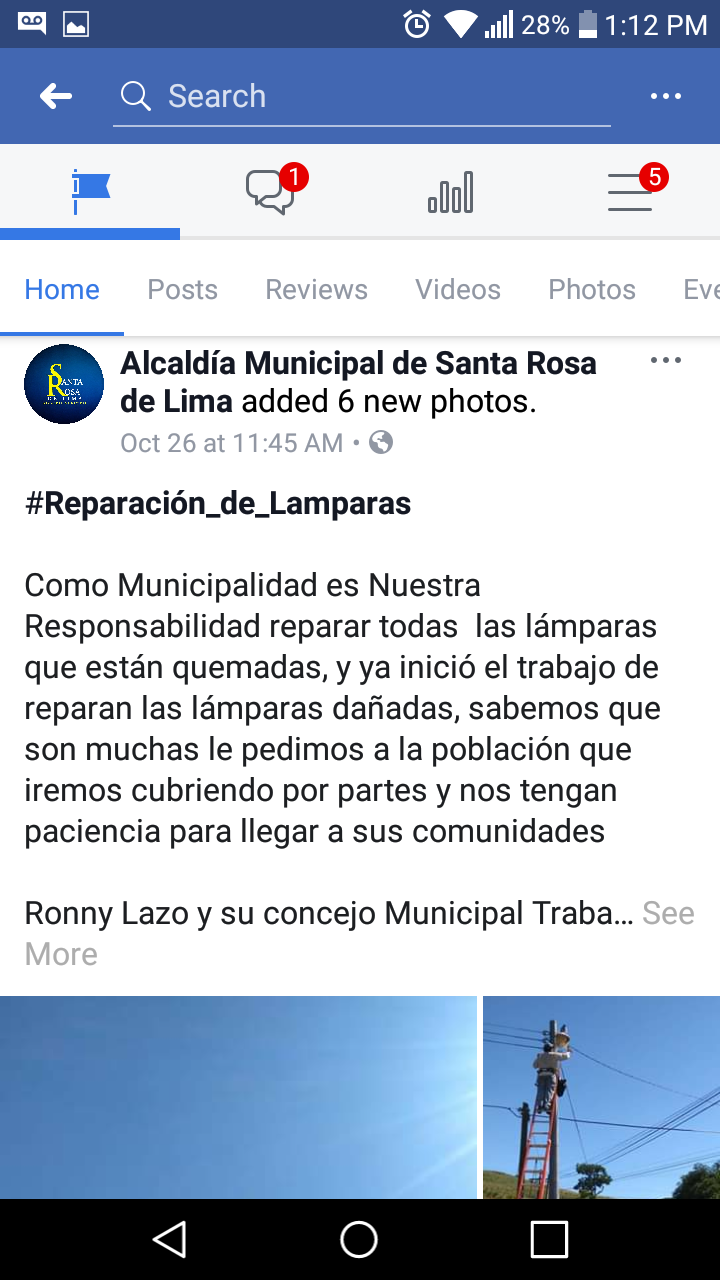 28% 1:12 PM
Search
1
5
Home Posts Reviews Videos Photos Eve
Alcaldía Municipal de Santa Rosa
de Lima added 6 new photos.
Oct 26 at 11:45 AM •
SANTA
ROSA
DE LIMA
#Reparación_de_Lamparas
Como Municipalidad es Nuestra
Responsabilidad reparar todas  las lámparas
que están quemadas, y ya inició el trabajo de
reparan las lámparas dañadas, sabemos que
son muchas le pedimos a la población que
iremos cubriendo por partes y nos tengan
paciencia para llegar a sus comunidades
Ronny Lazo y su concejo Municipal Traba... See
More